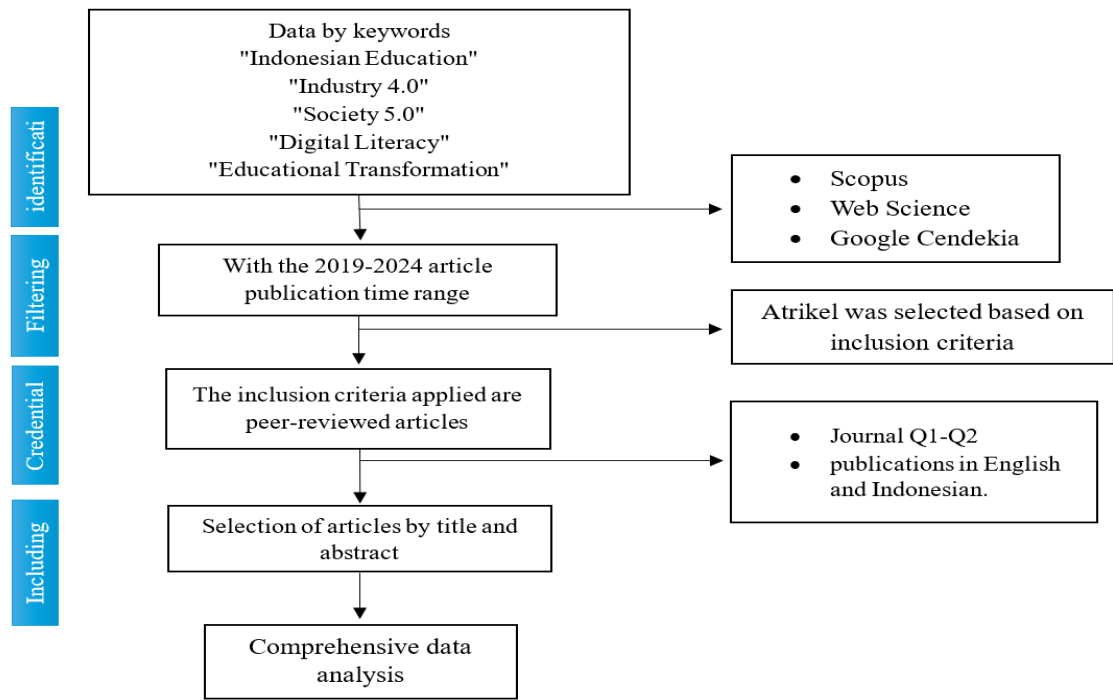 Data by keywords
"Indonesian Education"
"Industry 4.0"
"Society 5.0"
"Digital Literacy"
"Educational Transformation"
identificati
• Scopus
• Web Science
• Google Cendekia
Filtering
With the 2019-2024 article
publication time range
Atrikel was selected based on
inclusion criteria
Credential
The inclusion criteria applied are
peer-reviewed articles
• Journal Q1-Q2
• publications in English
and Indonesian.
Including
Selection of articles by title and
abstract
Comprehensive data
analysis